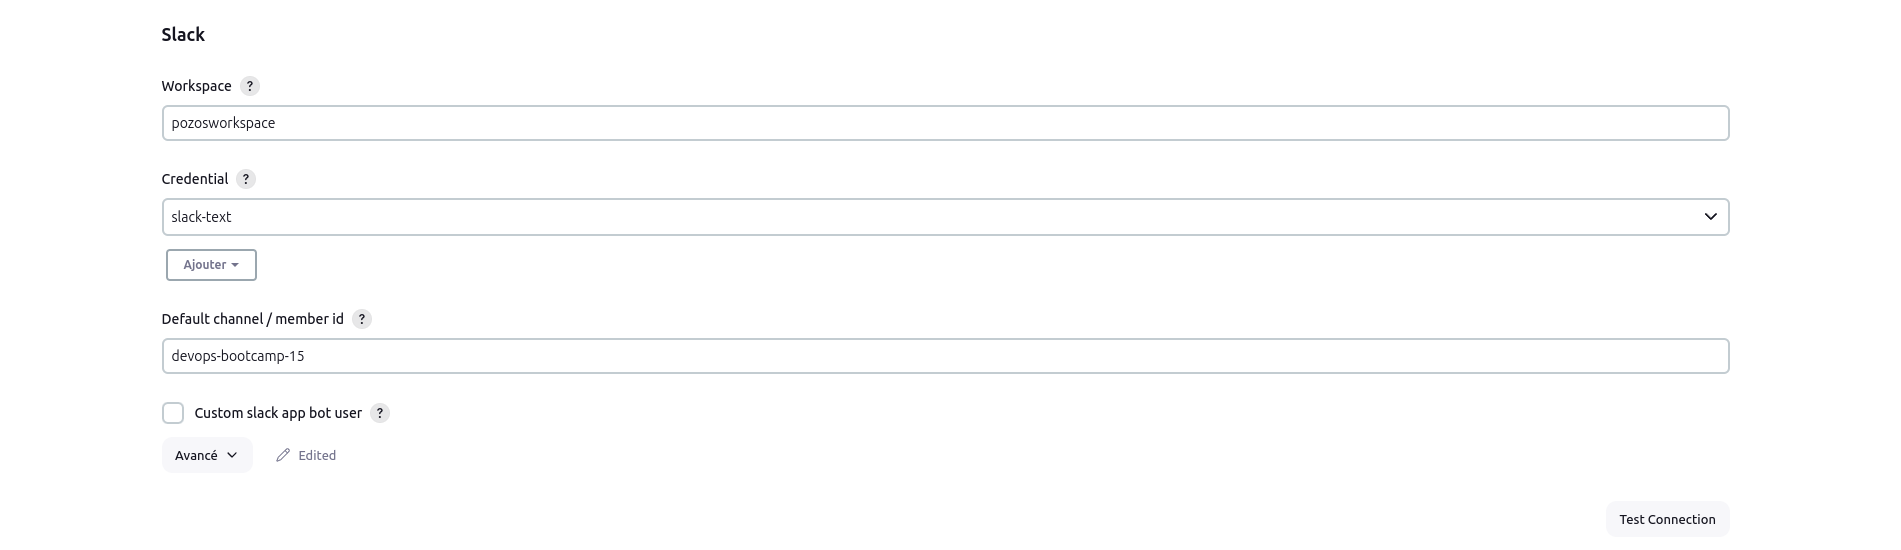 Slack
Workspace ?
pozosworkspace
Credential ?
slack-text
Ajouter
Default channel / member id ?
devops-bootcamp-15
Custom slack app bot user ?
Avancé Edited
Test Connection